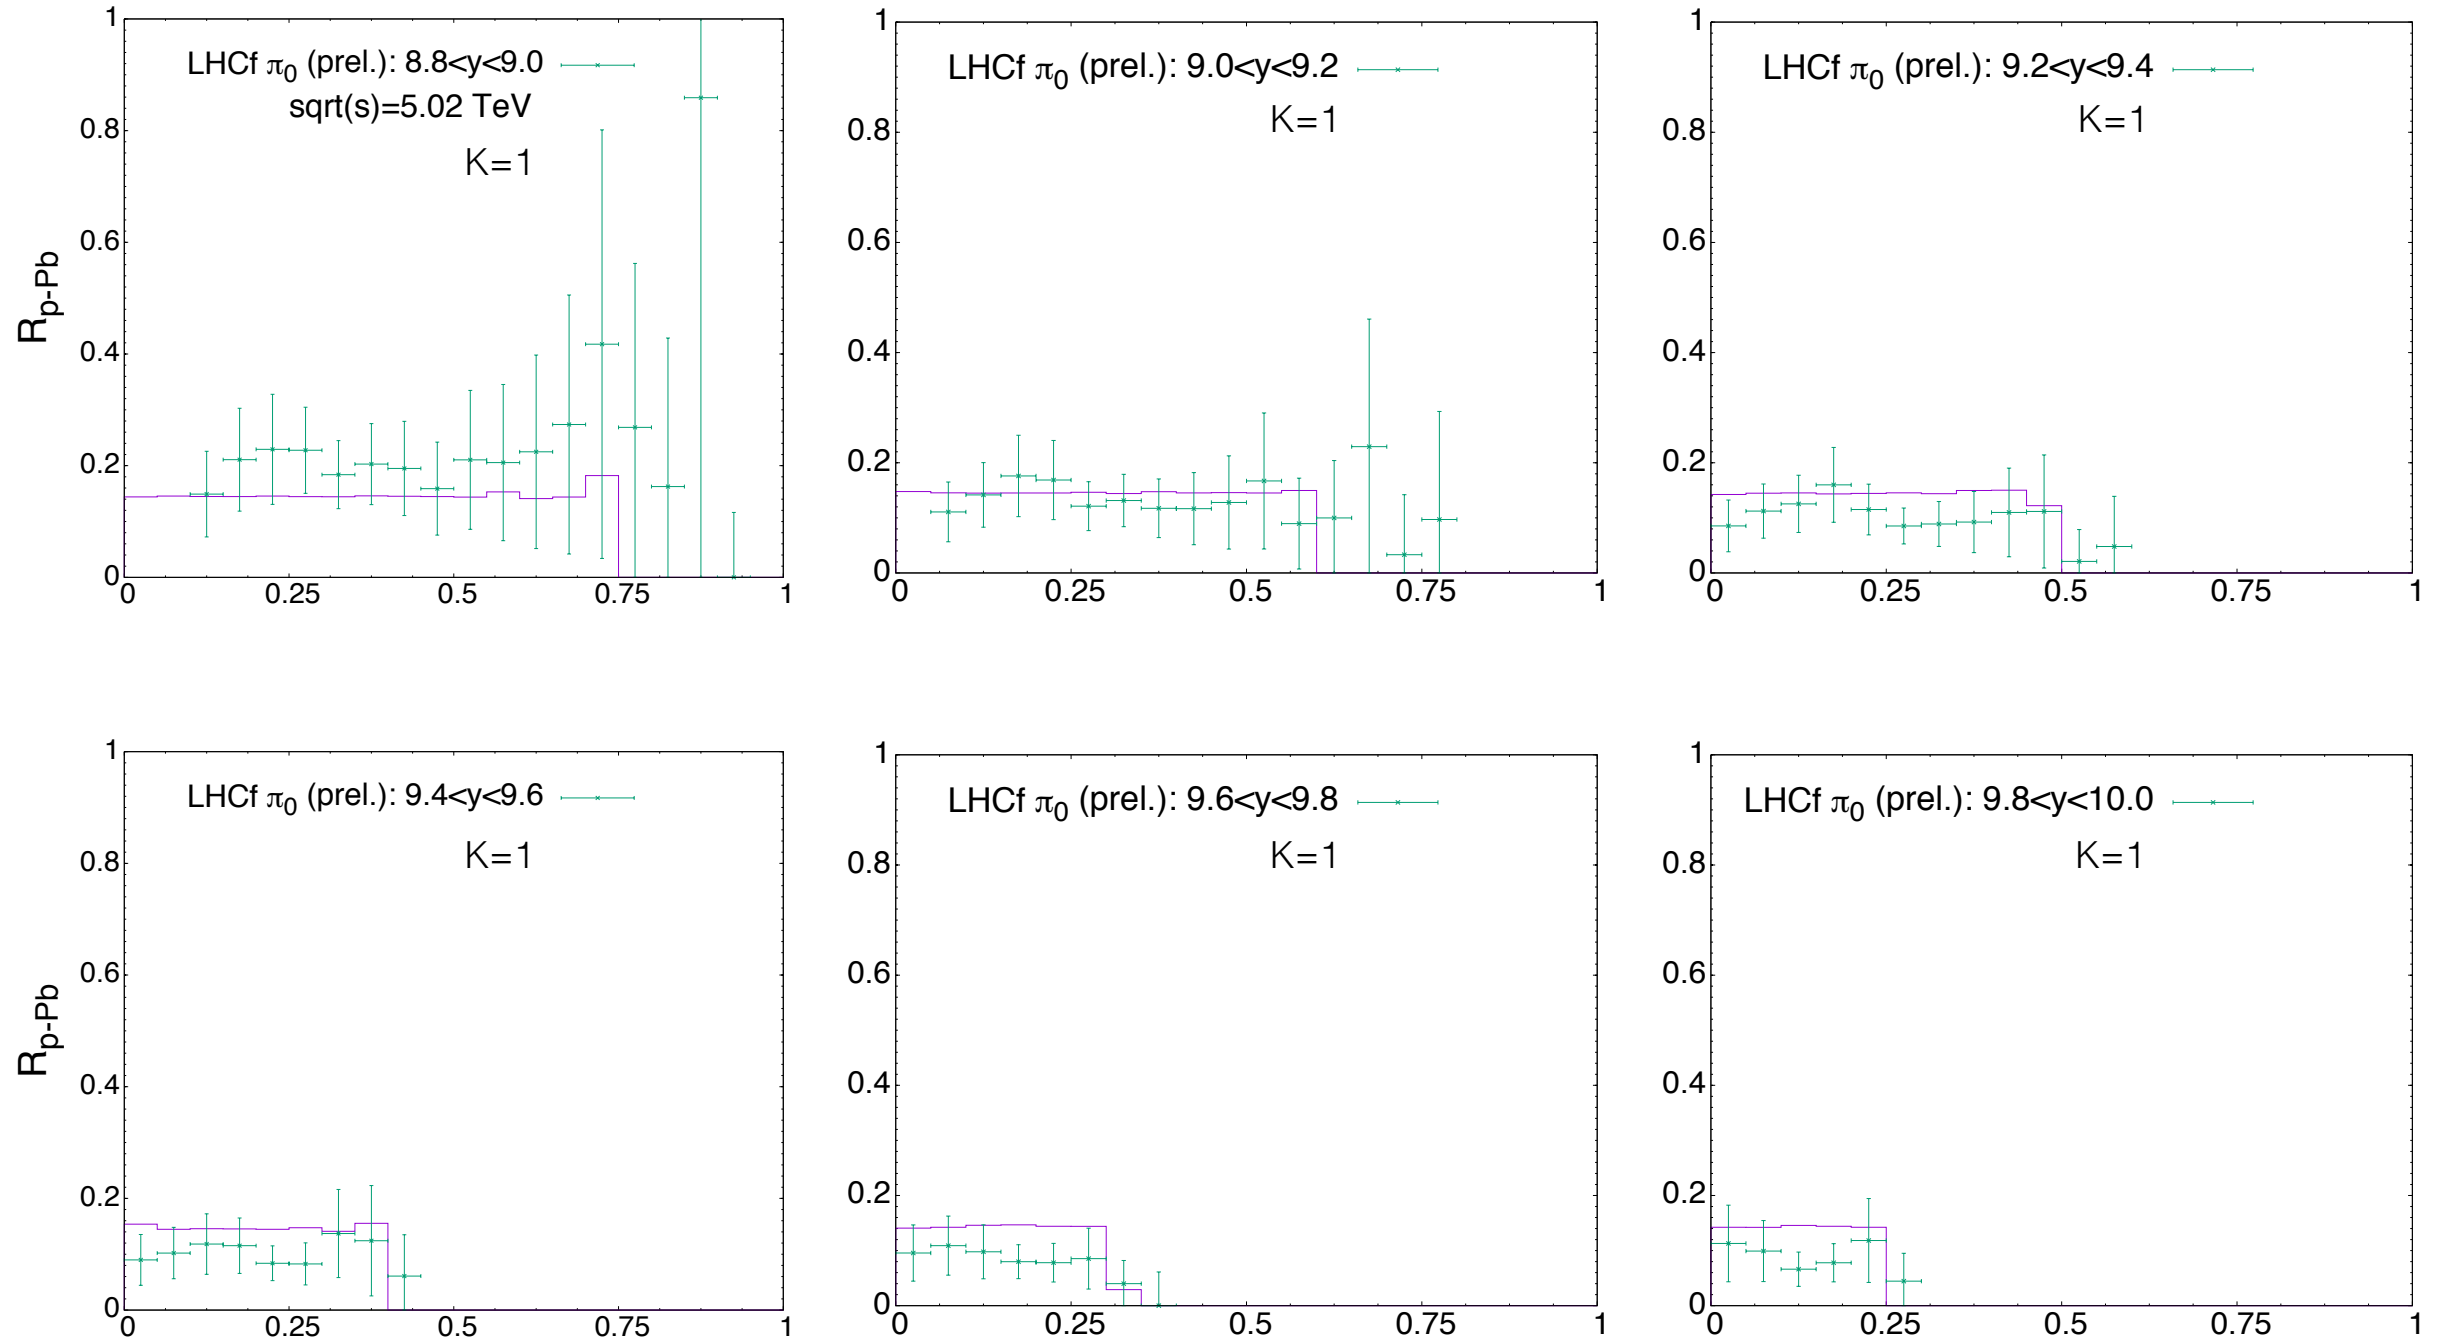 LHCf π0 (prel.): 8.8<y<9.0
sqrt(s)=5.02 TeV
K=1
Rp-Pb
1
0.8
0.6
0.4
0.2
0
0 0.25 0.5 0.75 1
LHCf π0 (prel.): 9.0<y<9.2
K=1
1
0.8
0.6
0.4
0.2
0
0 0.25 0.5 0.75 1
LHCf π0 (prel.): 9.2<y<9.4
K=1
1
0.8
0.6
0.4
0.2
0
0 0.25 0.5 0.75 1
LHCf π0 (prel.): 9.4<y<9.6
K=1
Rp-Pb
1
0.8
0.6
0.4
0.2
0
0 0.25 0.5 0.75 1
LHCf π0 (prel.): 9.6<y<9.8
K=1
1
0.8
0.6
0.4
0.2
0
0 0.25 0.5 0.75 1
LHCf π0 (prel.): 9.8<y<10.0
K=1
1
0.8
0.6
0.4
0.2
0
0 0.25 0.5 0.75 1